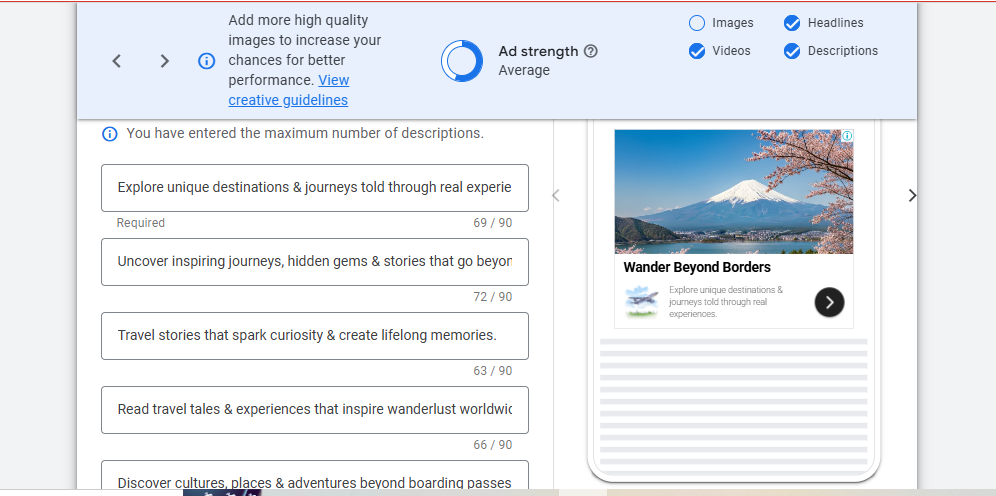 Add more high quality
images to increase your
chances for better
performance. View
creative guidelines
Ad strength
Average
Images
Headlines
Videos
Descriptions
You have entered the maximum number of descriptions.
Explore unique destinations & journeys told through real experie
Required
69 / 90
Uncover inspiring journeys, hidden gems & stories that go beyon
72 / 90
Travel stories that spark curiosity & create lifelong memories.
63 / 90
Read travel tales & experiences that inspire wanderlust worldwic
66 / 90
Discover cultures, places & adventures beyond boarding passes
Wander Beyond Borders
Explore unique destinations &
journeys told through real
experiences.